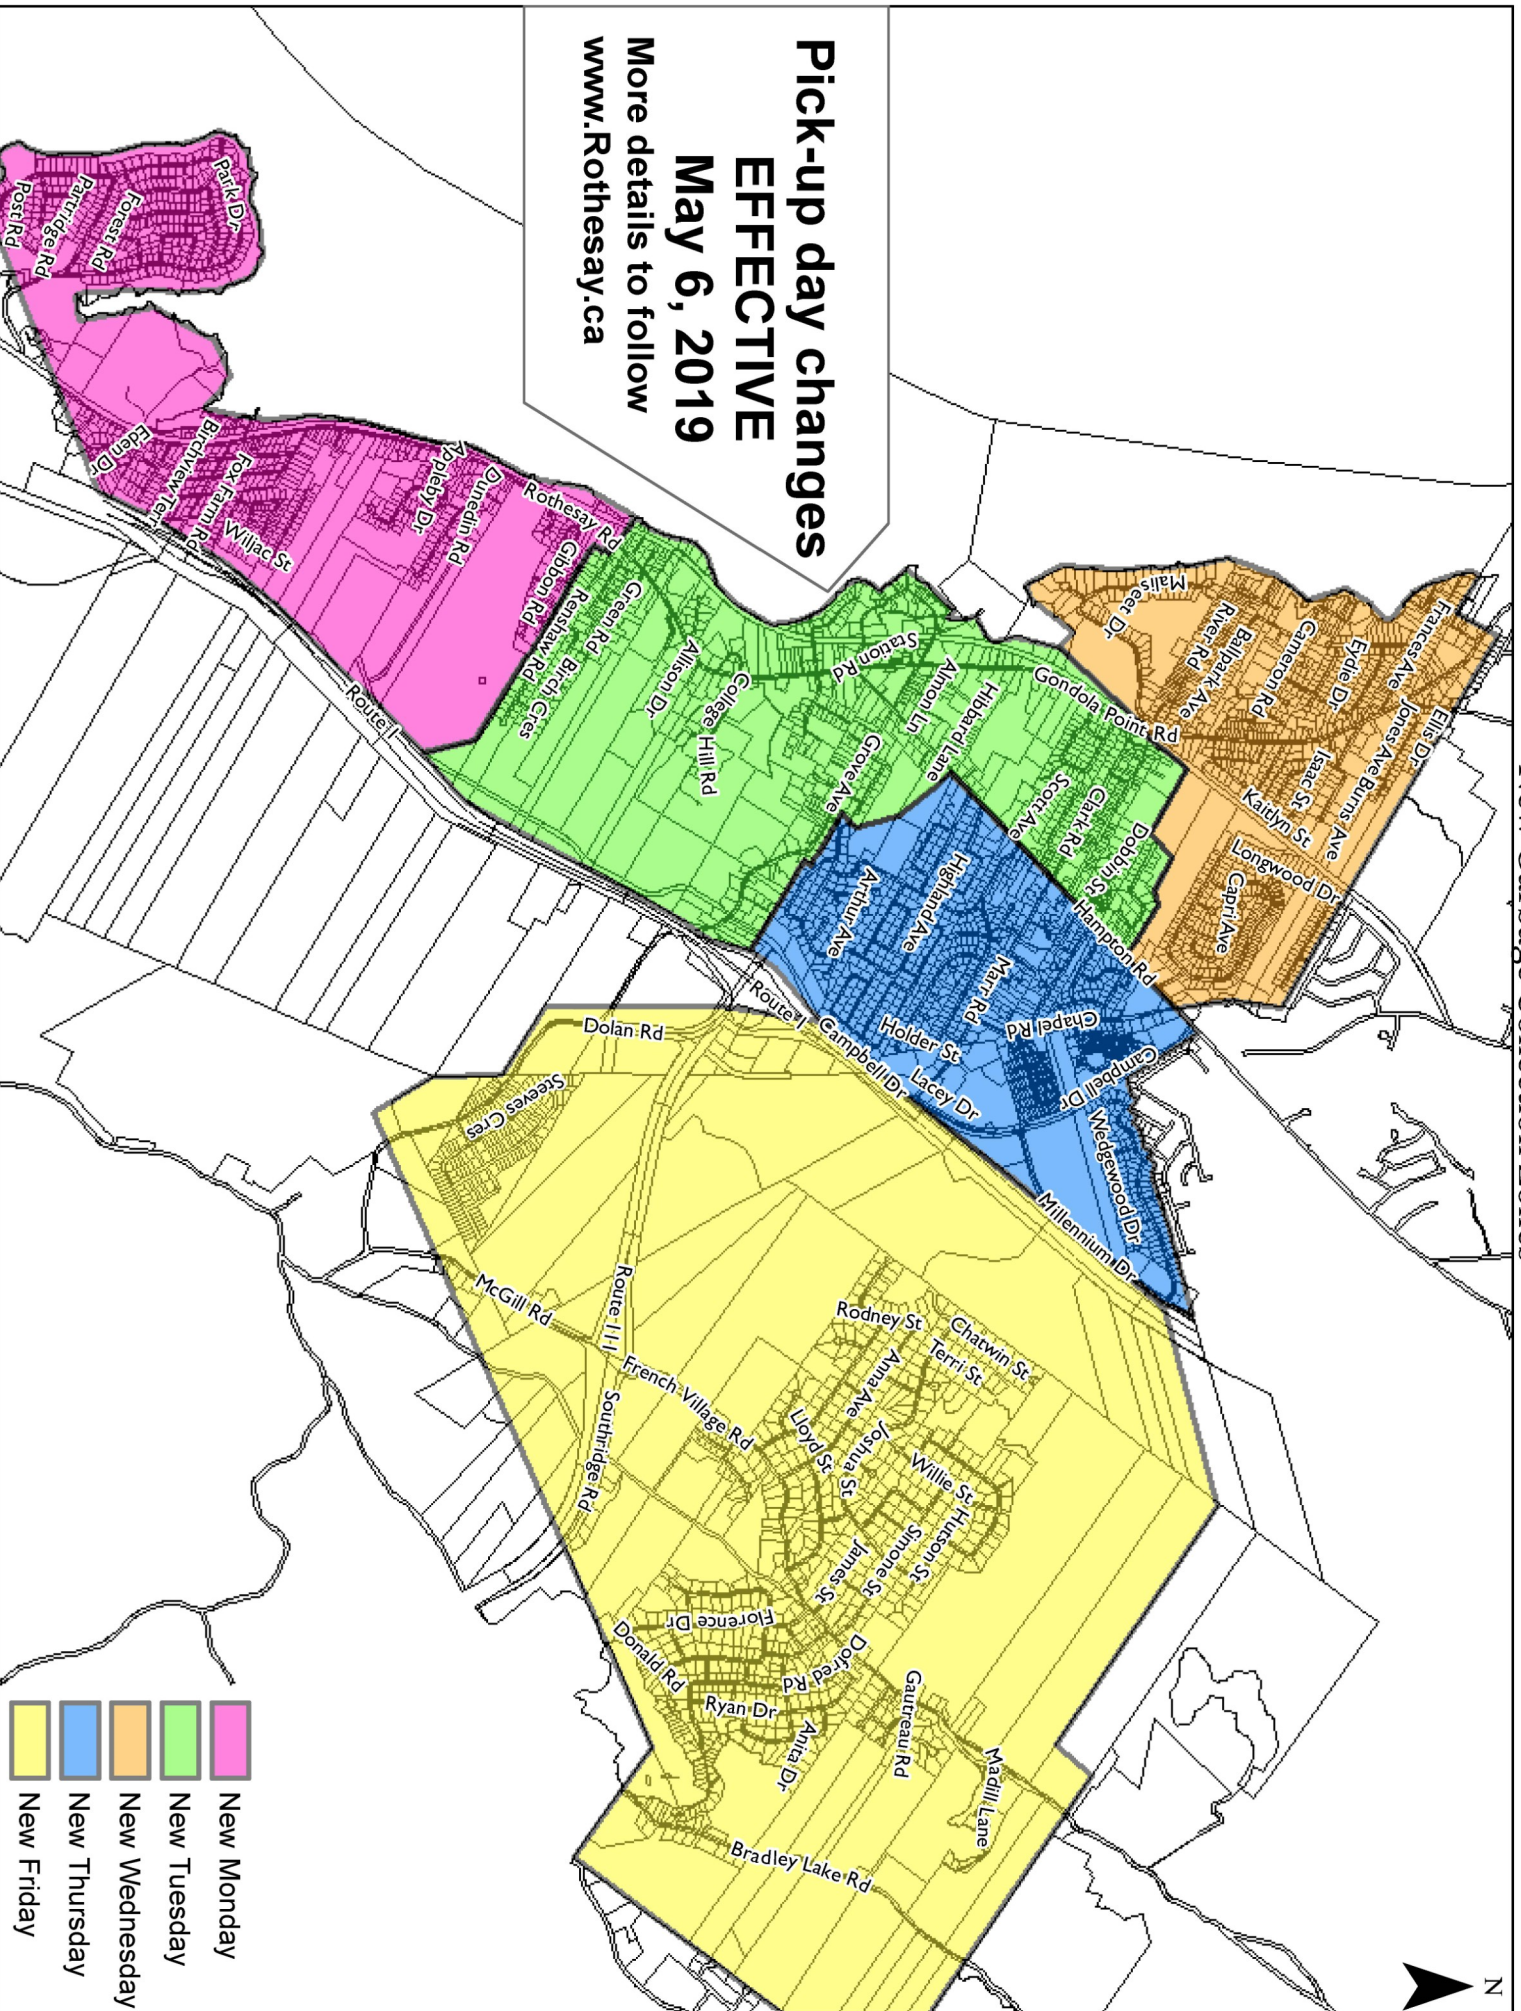 Pick-up day changes
EFFECTIVE
May 6, 2019
More details to follow
www.Rothesay.ca
N
Frances Ave
Ellis Dr
Jones Ave
Burns Ave
Eydie Dr
Isaac St
Cameron Rd
Kaitlyn St
Ballpark Ave
River Rd
Longwood Dr
Capri Ave
Maliseet Dr
Gondola Point Rd
Dobbin St
Clark Rd
Scott Ave
Hampton Rd
Hibbard Lane
Almon Ln
Station Rd
Grove Ave
College Hill Rd
Allison Dr
Green Rd
Birch Cres
Renshaw Rd
Gibbon Rd
Rothesay Rd
Dunedin Rd
Appleby Dr
Wiljac St
Fox Farm Rd
Birchview Ter
Eden Dr
Park Dr
Forest Rd
Partridge Rd
Post Rd
Route 1
Highland Ave
Arthur Ave
Marr Rd
Chapel Rd
Holder St
Campbell Dr
Lacey Dr
Campbell Dr
Wedgewood Dr
Millennium Dr
Route 1
Dolan Rd
Steeves Cres
McGill Rd
Route 111
French Village Rd
Southridge Rd
Rodney St
Chatwin St
Terri St
Anna Ave
Joshua St
Lloyd St
Willie St
Hutson St
Simone St
James St
Florence Dr
Donald Rd
Dofred Rd
Ryan Dr
Anita Dr
Gautreau Rd
Madill Lane
Bradley Lake Rd
New Monday
New Tuesday
New Wednesday
New Thursday
New Friday